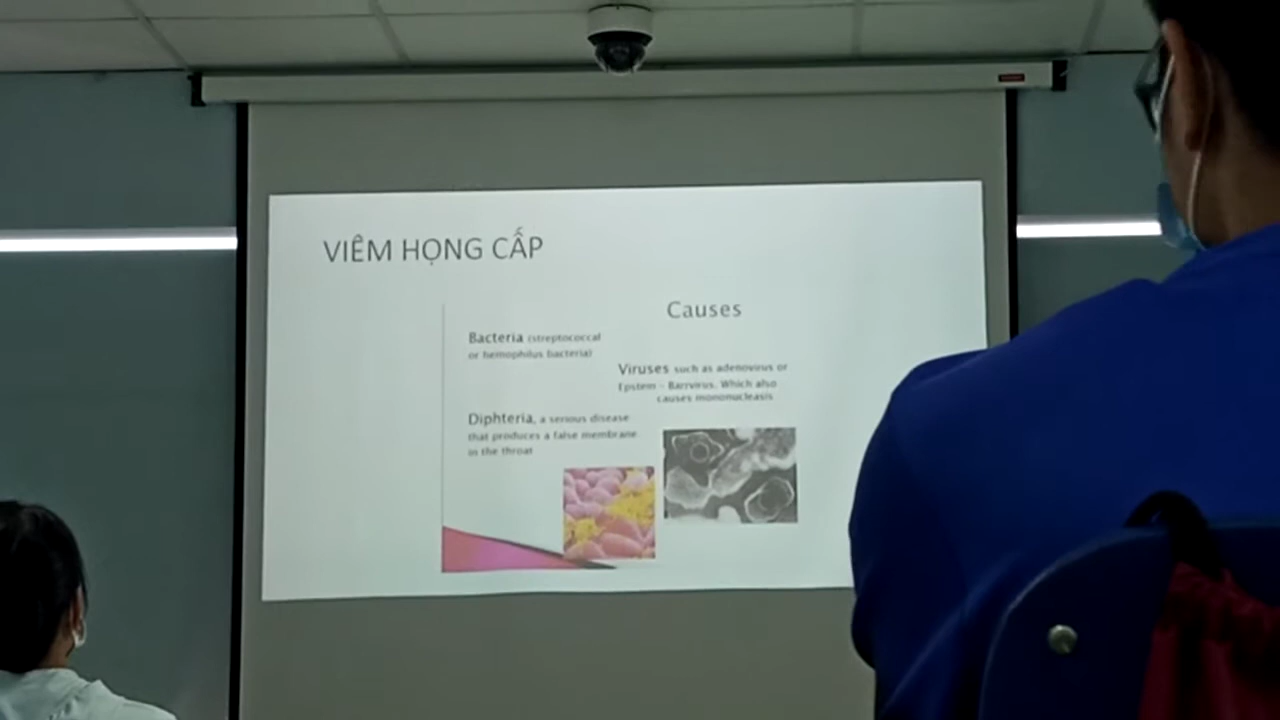 VIÊM HỌNG CẤP
Causes
Bacteria (streptococcal
or hemophilus bacteria)
Viruses such as adenovirus or
Epstein - Barrvirus. Which also
causes mononucleasis
Diphteria, a serious disease
that produces a false membrane
in the throat